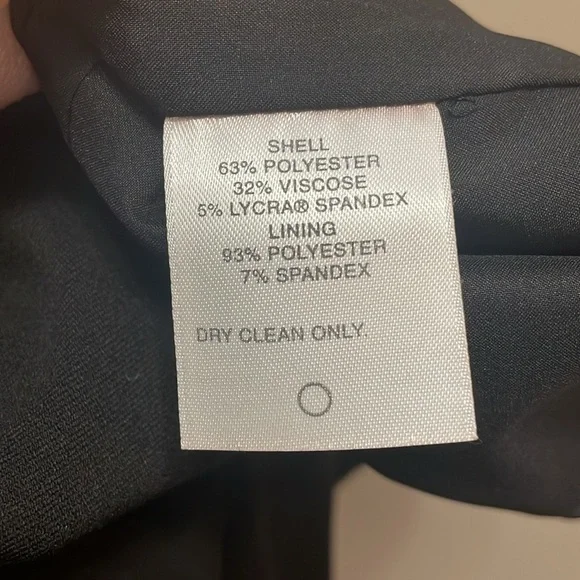 SHELL
63% POLYESTER
32% VISCOSE
5% LYCRA® SPANDEX
LINING
93% POLYESTER
7% SPANDEX
DRY CLEAN ONLY.